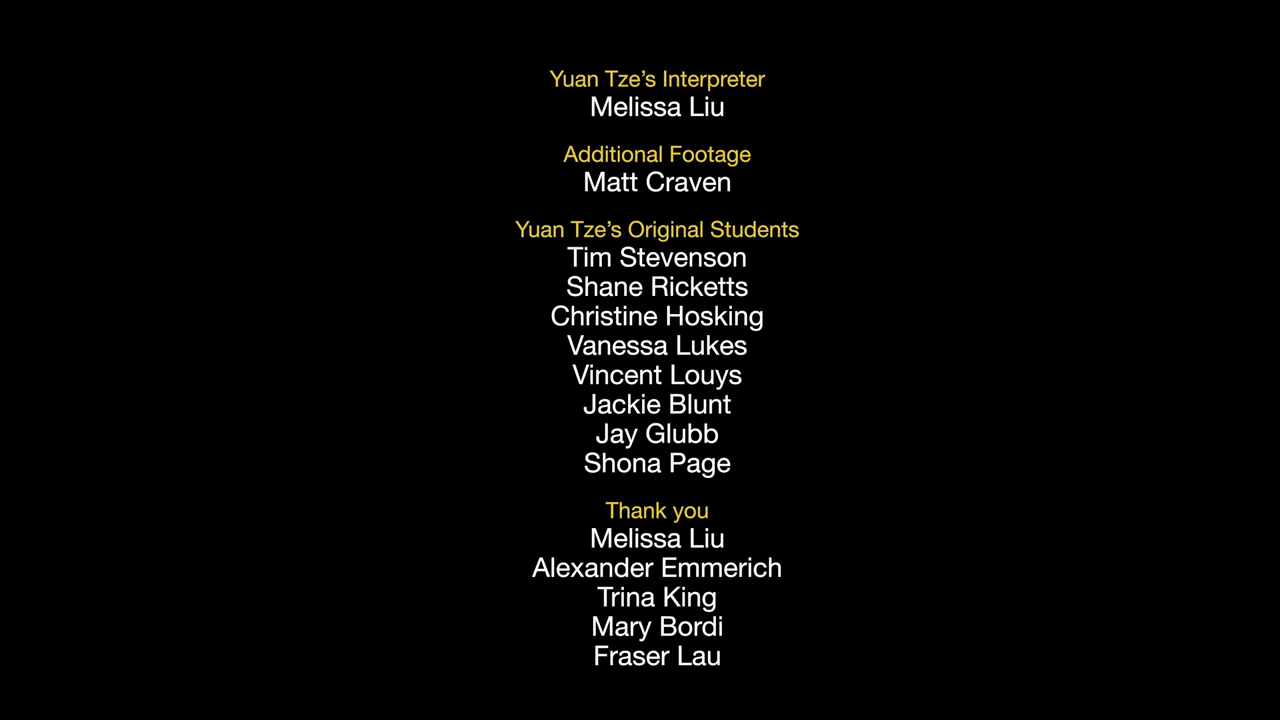 Yuan Tze’s Interpreter
Melissa Liu
Additional Footage
Matt Craven
Yuan Tze’s Original Students
Tim Stevenson
Shane Ricketts
Christine Hosking
Vanessa Lukes
Vincent Louys
Jackie Blunt
Jay Glubb
Shona Page
Thank you
Melissa Liu
Alexander Emmerich
Trina King
Mary Bordi
Fraser Lau